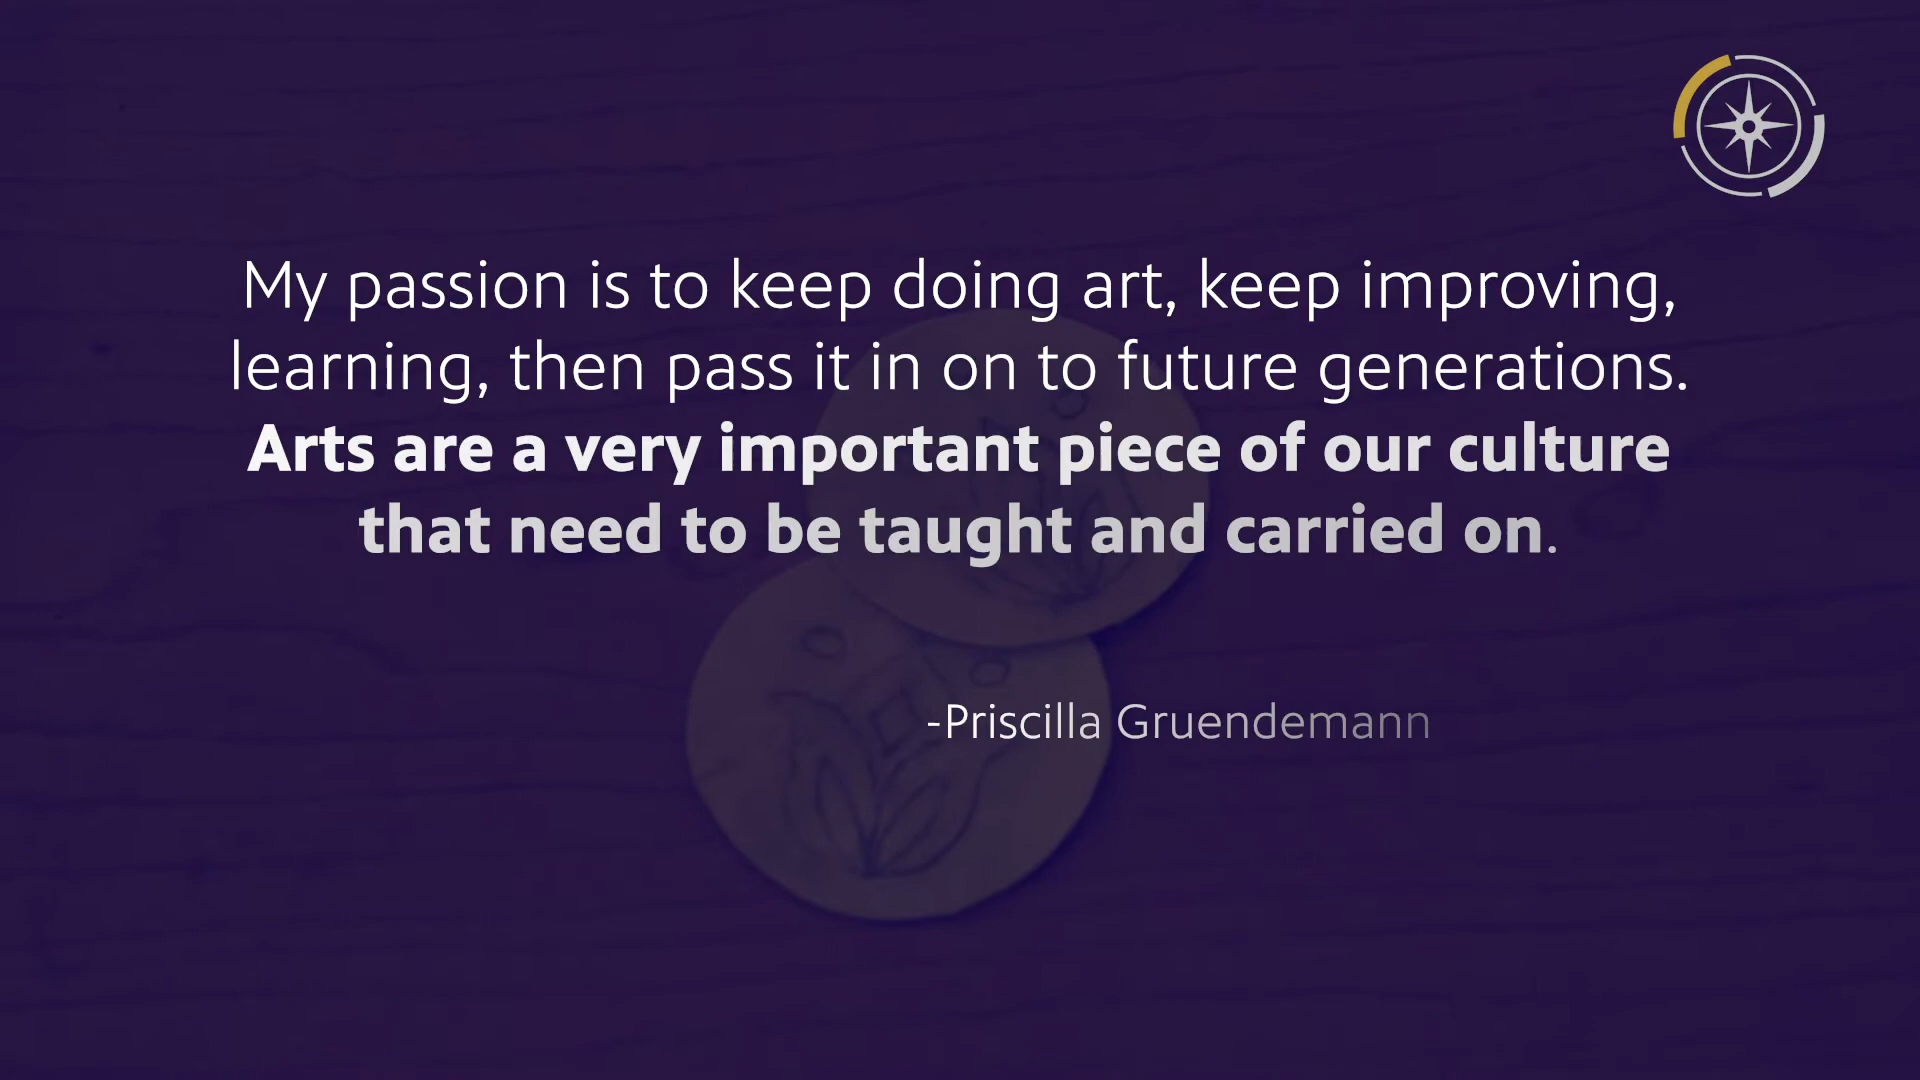 My passion is to keep doing art, keep improving,
learning, then pass it in on to future generations.
Arts are a very important piece of our culture
that need to be taught and carried on.
-Priscilla Gruendemann